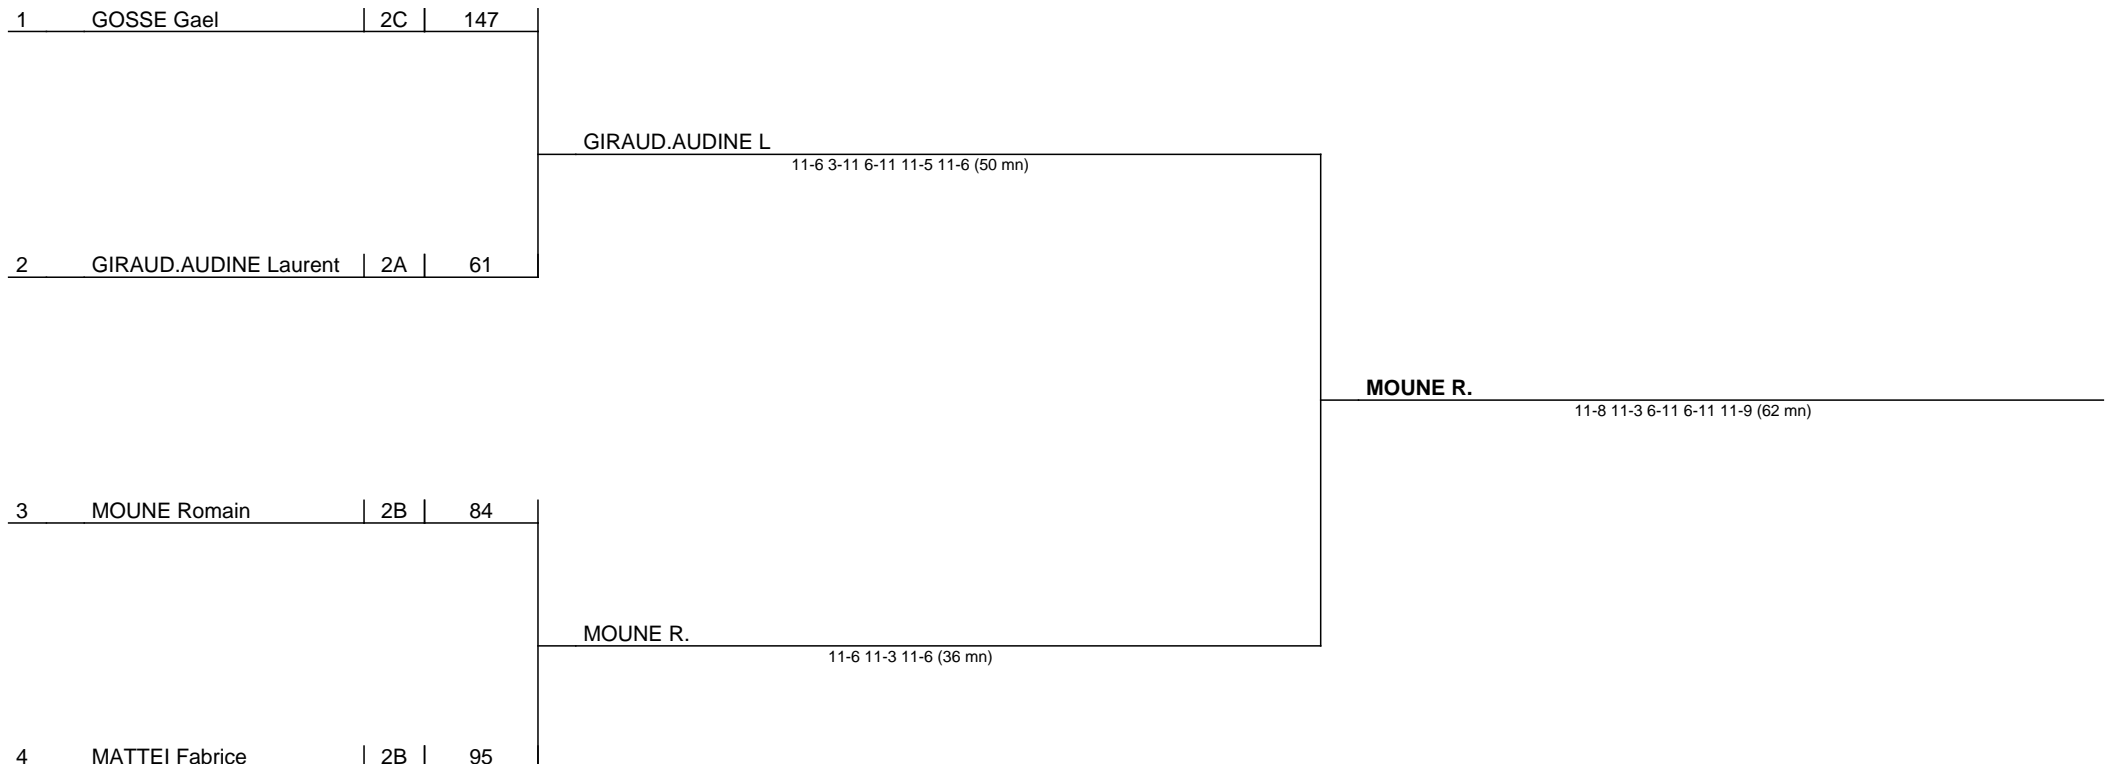 1 GOSSE Gael 2C 147
GIRAUD.AUDINE L
11-6 3-11 6-11 11-5 11-6 (50 mn)
2 GIRAUD.AUDINE Laurent 2A 61
MOUNE R.
11-8 11-3 6-11 6-11 11-9 (62 mn)
3 MOUNE Romain 2B 84
MOUNE R.
11-6 11-3 11-6 (36 mn)
4 MATTEI Fabrice 2B 95